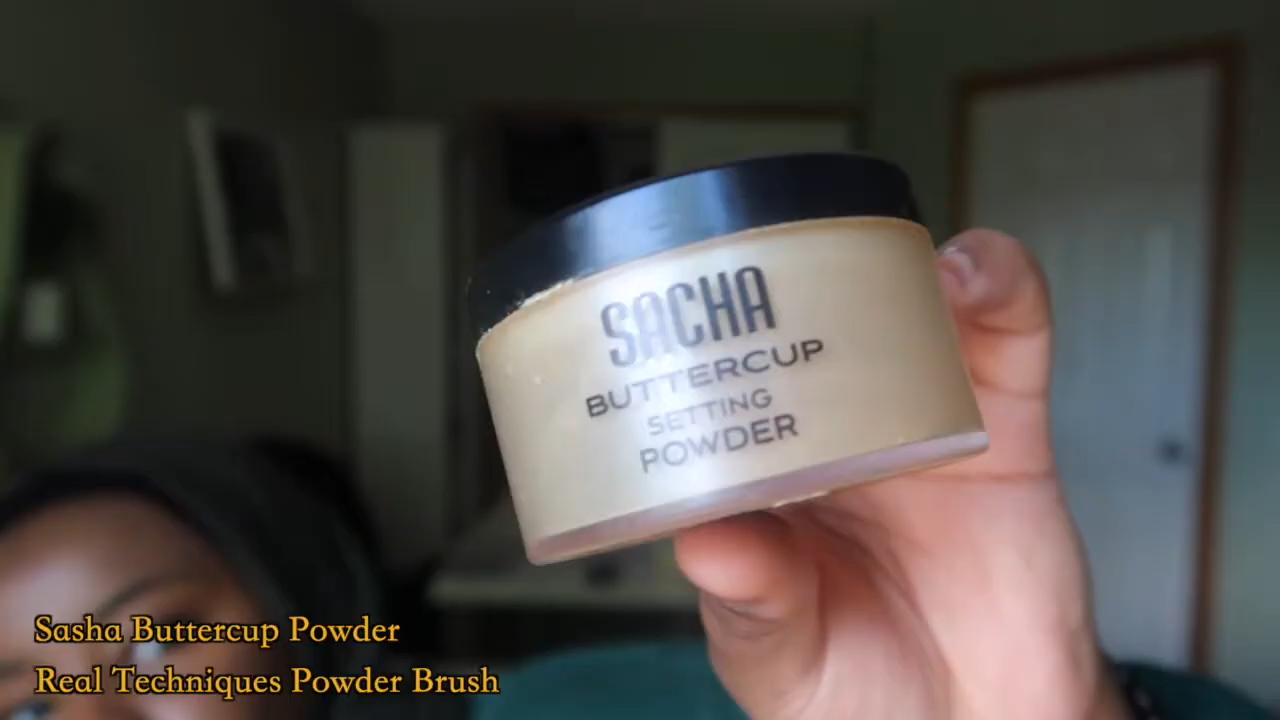 SACHA
BUTTERCUP
SETTING
POWDER
Sasha Buttercup Powder
Real Techniques Powder Brush